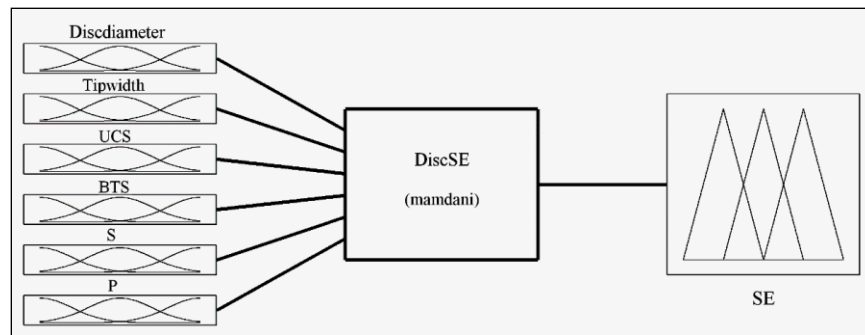 Discdiameter
Tipwidth
UCS
BTS
S
P
DiscSE
(mamdani)
SE